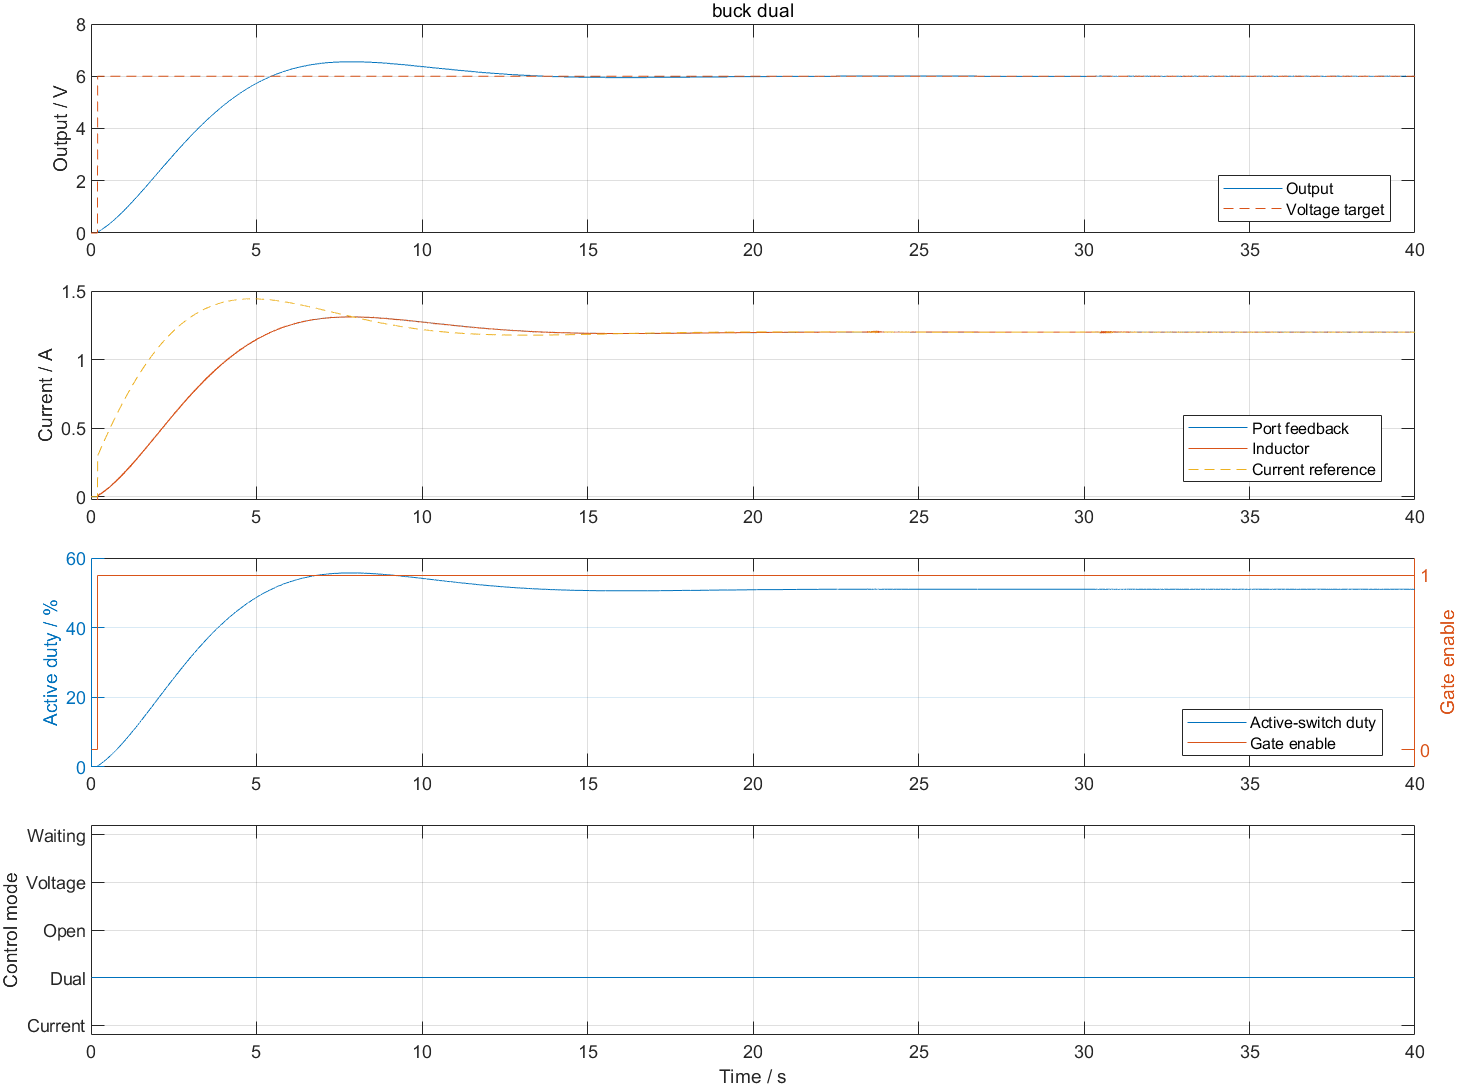 buck dual
8
6
4
2
0
Output / V
0 5 10 15 20 25 30 35 40
Output
Voltage target
1.5
1
0.5
0
Current / A
0 5 10 15 20 25 30 35 40
Port feedback
Inductor
Current reference
60
40
20
0
Active duty / %
1
0
Gate enable
0 5 10 15 20 25 30 35 40
Active-switch duty
Gate enable
Waiting
Voltage
Open
Dual
Current
Control mode
0 5 10 15 20 25 30 35 40
Time / s